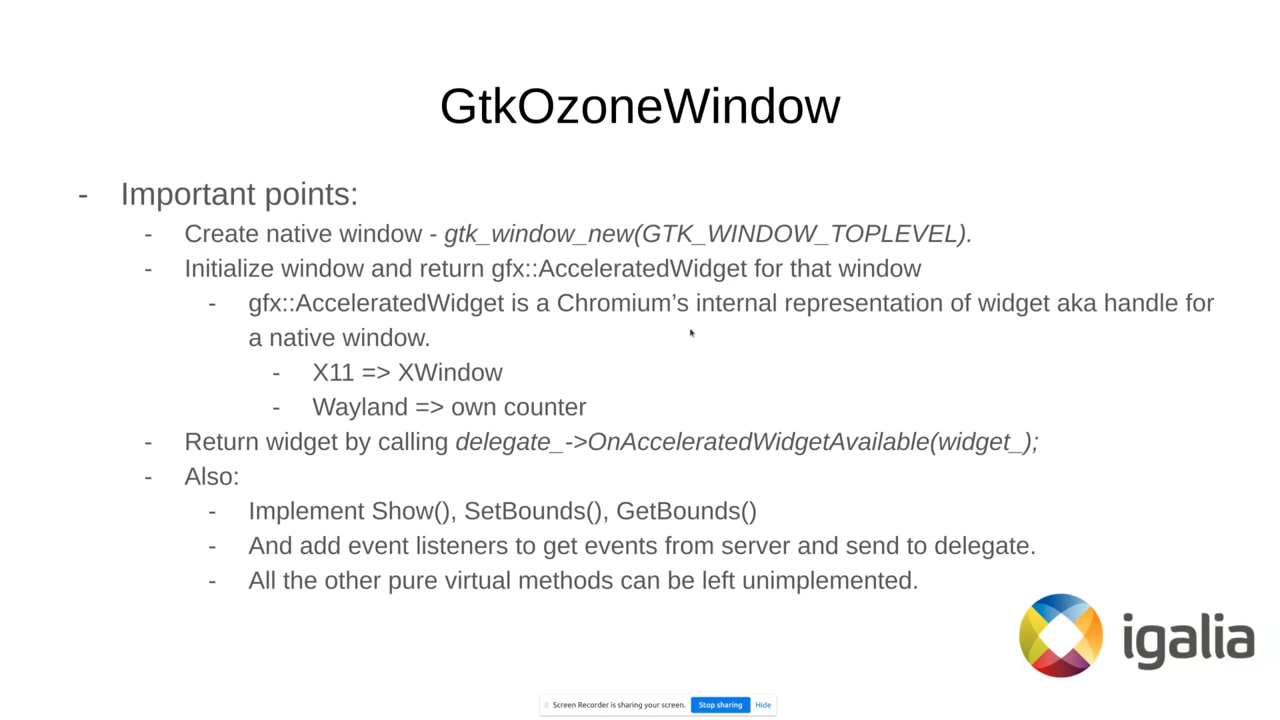 GtkOzoneWindow
- Important points:
- Create native window - gtk_window_new(GTK_WINDOW_TOPLEVEL).
- Initialize window and return gfx::AcceleratedWidget for that window
- gfx::AcceleratedWidget is a Chromium’s internal representation of widget aka handle for
a native window.
- X11 => XWindow
- Wayland => own counter
- Return widget by calling delegate_->OnAcceleratedWidgetAvailable(widget_);
- Also:
- Implement Show(), SetBounds(), GetBounds()
- And add event listeners to get events from server and send to delegate.
- All the other pure virtual methods can be left unimplemented.
igalia
Screen Recorder is sharing your screen. Stop sharing Hide